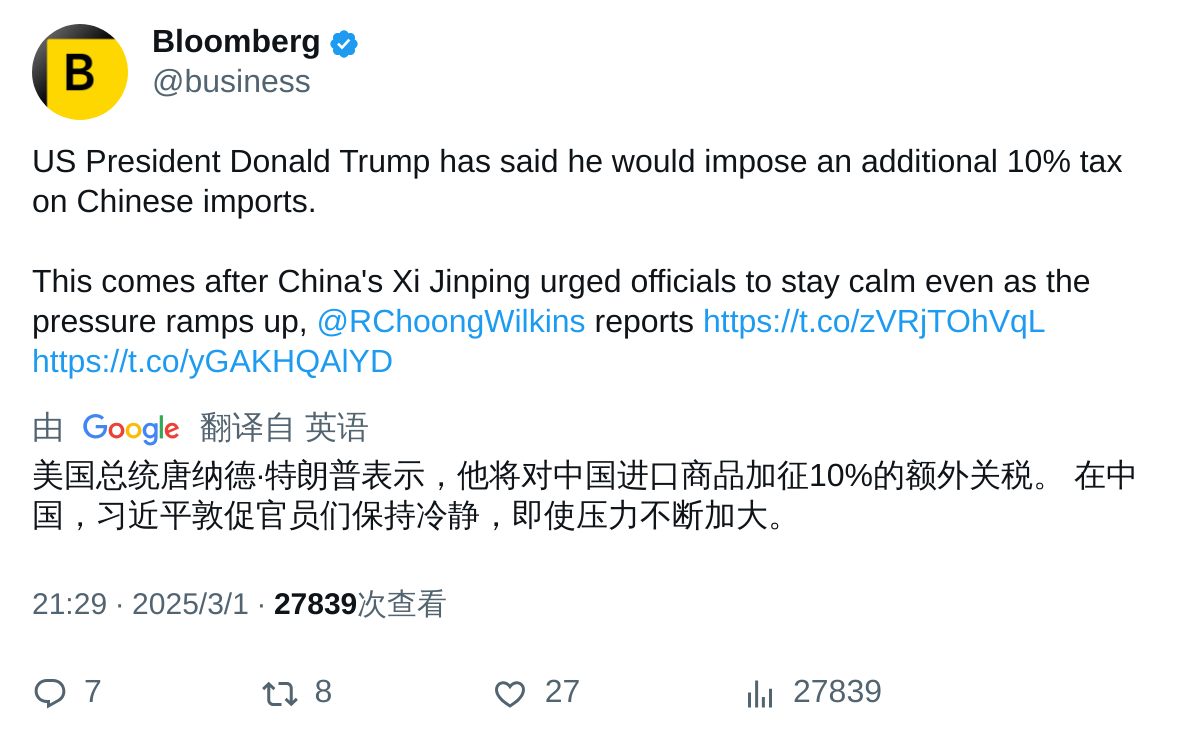 B
Bloomberg
@business
US President Donald Trump has said he would impose an additional 10% tax
on Chinese imports.
This comes after China's Xi Jinping urged officials to stay calm even as the
pressure ramps up, @RChoongWilkins reports https://t.co/zVRjTOhVqL
https://t.co/yGAKHQAlYD
由 Google 翻译自 英语
美国总统唐纳德·特朗普表示，他将对中国进口商品加征10%的额外关税。 在中
国，习近平敦促官员们保持冷静，即使压力不断加大。
21:29 · 2025/3/1 · 27839次查看
7 8 27 27839